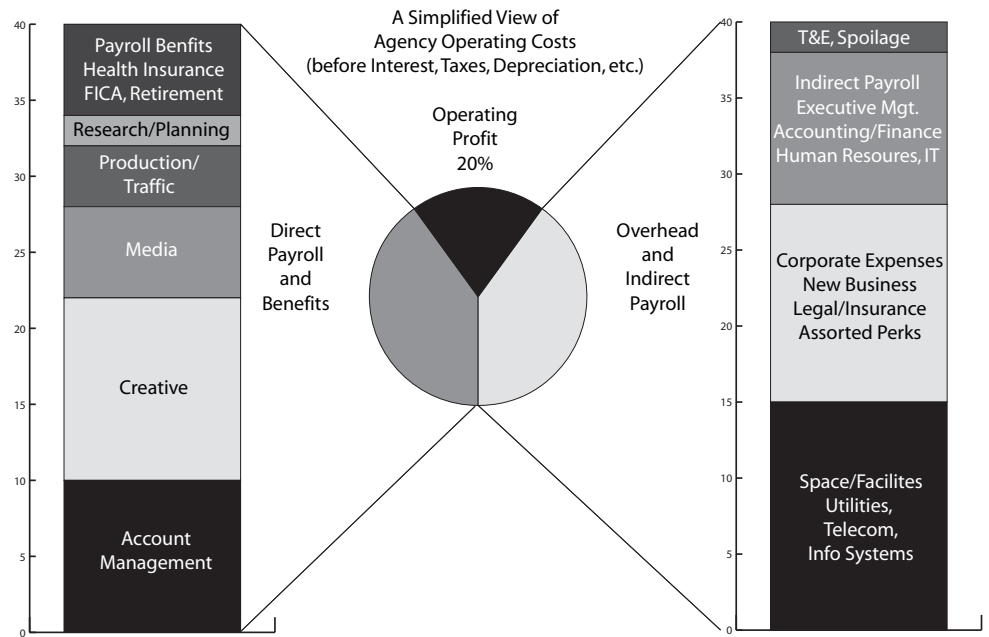 A Simplified View of
Agency Operating Costs
(before Interest, Taxes, Depreciation, etc.)
40
35
30
25
20
15
10
5
0
Payroll Benfits
Health Insurance
FICA, Retirement
Research/Planning
Production/
Traffic
Media
Creative
Account
Management
Direct
Payroll
and
Benefits
Operating
Profit
20%
Overhead
and
Indirect
Payroll
40
35
30
25
20
15
10
5
0
T&E, Spoilage
Indirect Payroll
Executive Mgt.
Accounting/Finance
Human Resoures, IT
Corporate Expenses
New Business
Legal/Insurance
Assorted Perks
Space/Facilites
Utilities,
Telecom,
Info Systems